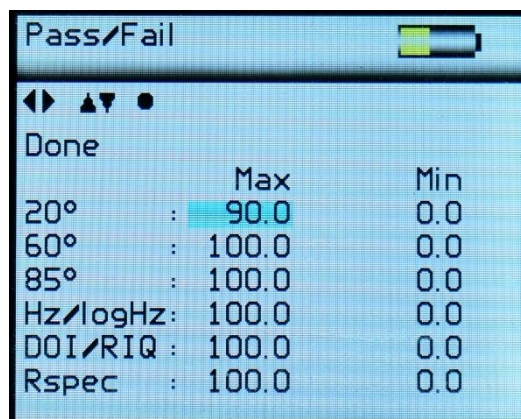 Pass/Fail
Done
Max Min
20° : 90.0 0.0
60° : 100.0 0.0
85° : 100.0 0.0
Hz/logHz: 100.0 0.0
DOI/RIQ : 100.0 0.0
Rspec : 100.0 0.0